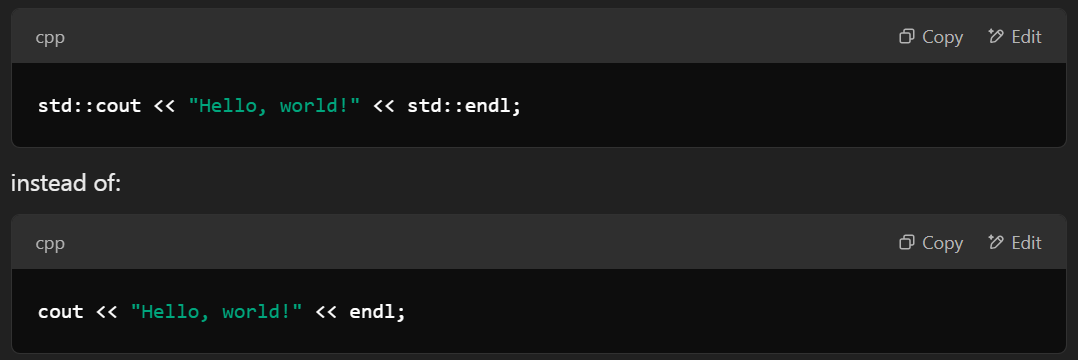 cpp Copy Edit
std::cout << "Hello, world!" << std::endl;
instead of:
cpp Copy Edit
cout << "Hello, world!" << endl;